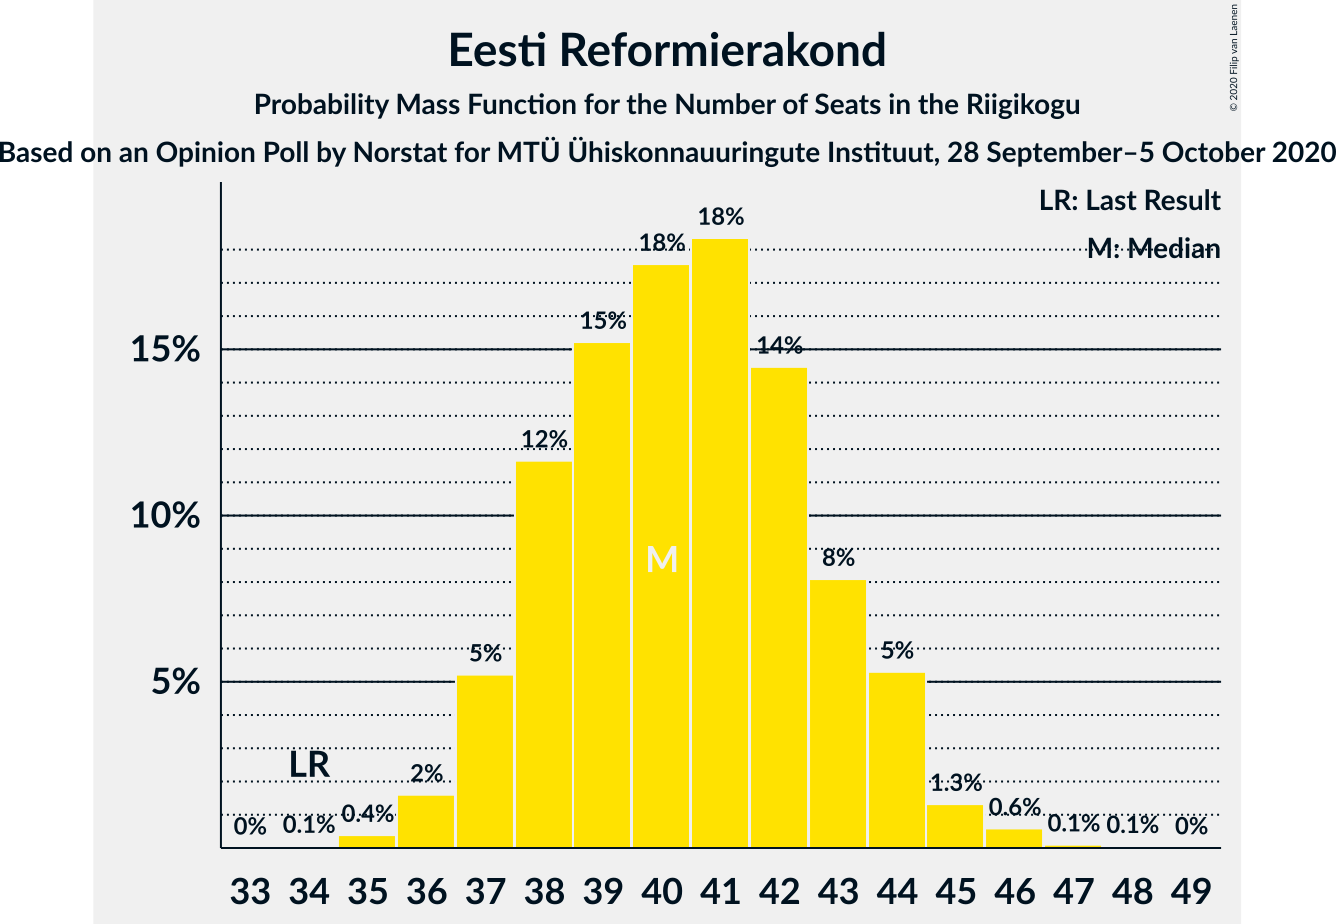 Eesti Reformierakond
Probability Mass Function for the Number of Seats in the Riigikogu
Based on an Opinion Poll by Norstat for MTÜ Ühiskonnauuringute Instituut, 28 September–5 October 2020
© 2020 Filip van Laenen
LR: Last Result
M: Median
15%
10%
5%
0% 0.1% 0.4% 2% 5% 12% 15% 18% 18% 14% 8% 5% 1.3% 0.6% 0.1% 0.1% 0%
LR
M
33 34 35 36 37 38 39 40 41 42 43 44 45 46 47 48 49